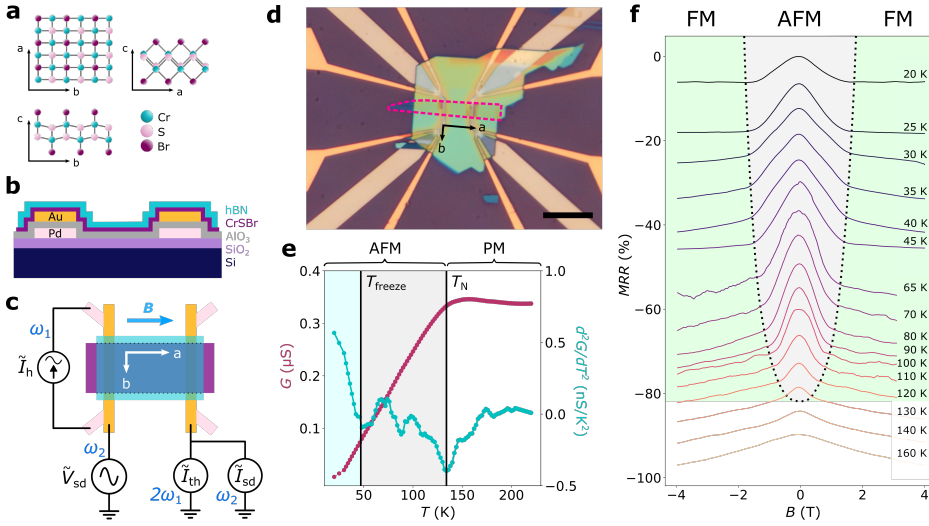 a
a
b
c
a
c
b
Cr
S
Br
b
hBN
CrSBr
AlO3
SiO2
Si
Au
Pd
c
B
ω1
Ĩh
a
b
ω2
Ṽsd
Ĩth
Ĩsd
2ω1
ω2
d
a
b
e
AFM
PM
Tfreeze
TN
G (μS)
0.4
0.3
0.2
0.1
1.0
0.5
0.0
−0.5
d²G/dT² (nS/K²)
50
100
150
200
T (K)
f
FM
AFM
FM
MRR (%)
0
−20
−40
−60
−80
−100
20 K
25 K
30 K
35 K
40 K
45 K
65 K
70 K
80 K
90 K
100 K
110 K
120 K
130 K
140 K
160 K
−4
−2
0
2
4
B (T)